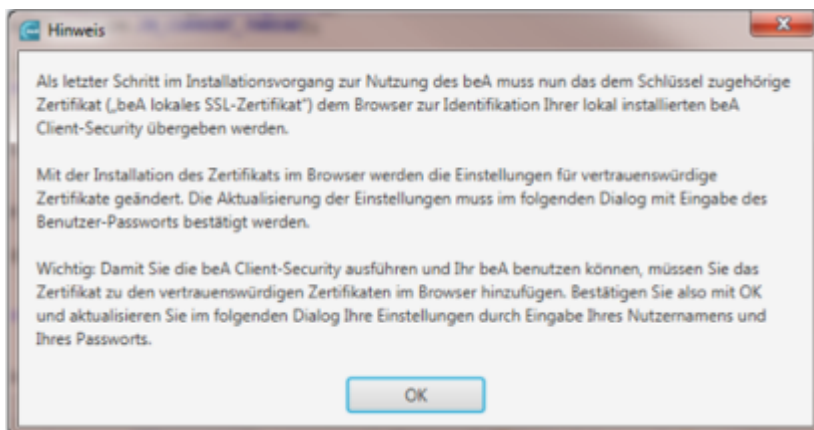 Hinweis
Als letzter Schritt im Installationsvorgang zur Nutzung des beA muss nun das dem Schlüssel zugehörige
Zertifikat („beA lokales SSL-Zertifikat“) dem Browser zur Identifikation Ihrer lokal installierten beA
Client-Security übergeben werden.
Mit der Installation des Zertifikats im Browser werden die Einstellungen für vertrauenswürdige
Zertifikate geändert. Die Aktualisierung der Einstellungen muss im folgenden Dialog mit Eingabe des
Benutzer-Passworts bestätigt werden.
Wichtig: Damit Sie die beA Client-Security ausführen und Ihr beA benutzen können, müssen Sie das
Zertifikat zu den vertrauenswürdigen Zertifikaten im Browser hinzufügen. Bestätigen Sie also mit OK
und aktualisieren Sie im folgenden Dialog Ihre Einstellungen durch Eingabe Ihres Nutzernamens und
Ihres Passworts.
OK